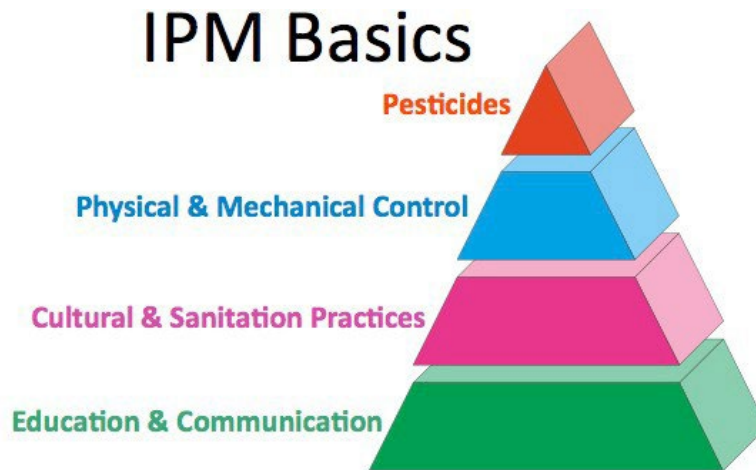 IPM Basics
Pesticides
Physical & Mechanical Control
Cultural & Sanitation Practices
Education & Communication